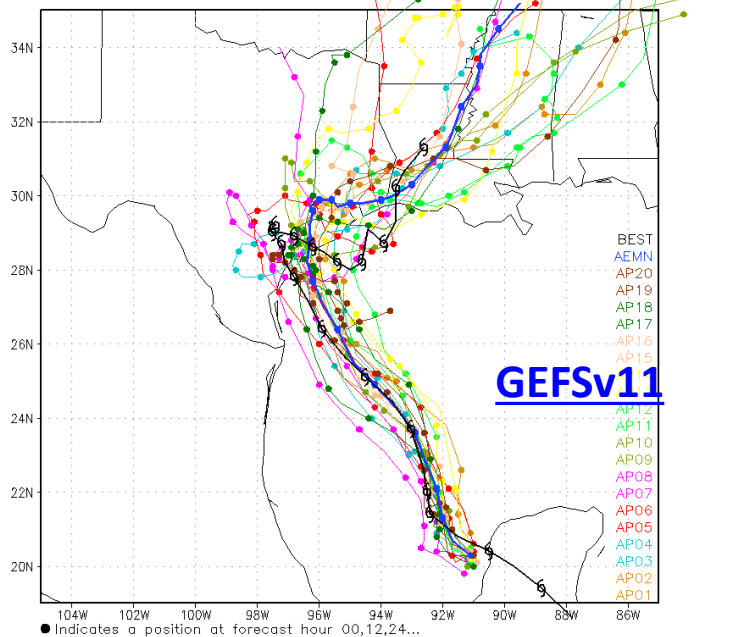 34N
32N
30N
28N
26N
24N
22N
20N
BEST
AEMN
AP20
AP19
AP18
AP17
AP16
AP15
GEFSv11
AP12
AP11
AP10
AP09
AP08
AP07
AP06
AP05
AP04
AP03
AP02
AP01
104W 102W 100W 98W 96W 94W 92W 90W 88W 86W
Indicates a position at forecast hour 00,12,24...